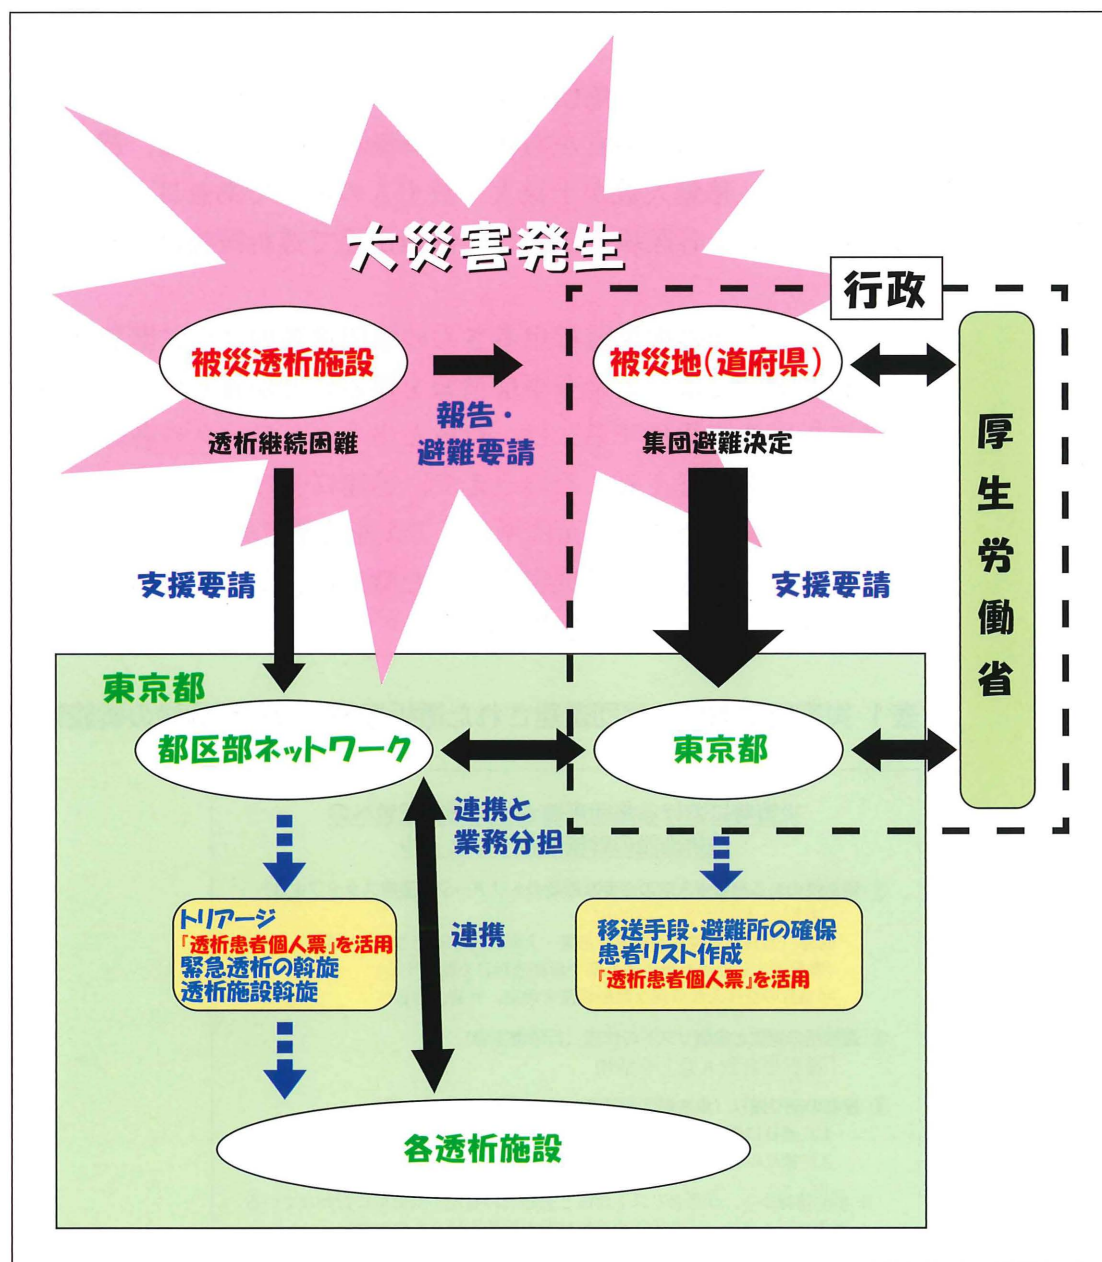 大災害発生
行政
被災透析施設
被災地(道府県)
報告・
避難要請
透析継続困難
集団避難決定
厚生労働省
支援要請
支援要請
東京都
都区部ネットワーク
東京都
連携と
業務分担
トリアージ
『透析患者個人票』を活用
緊急透析の斡旋
透析施設斡旋
連携
移送手段・避難所の確保
患者リスト作成
『透析患者個人票』を活用
各透析施設